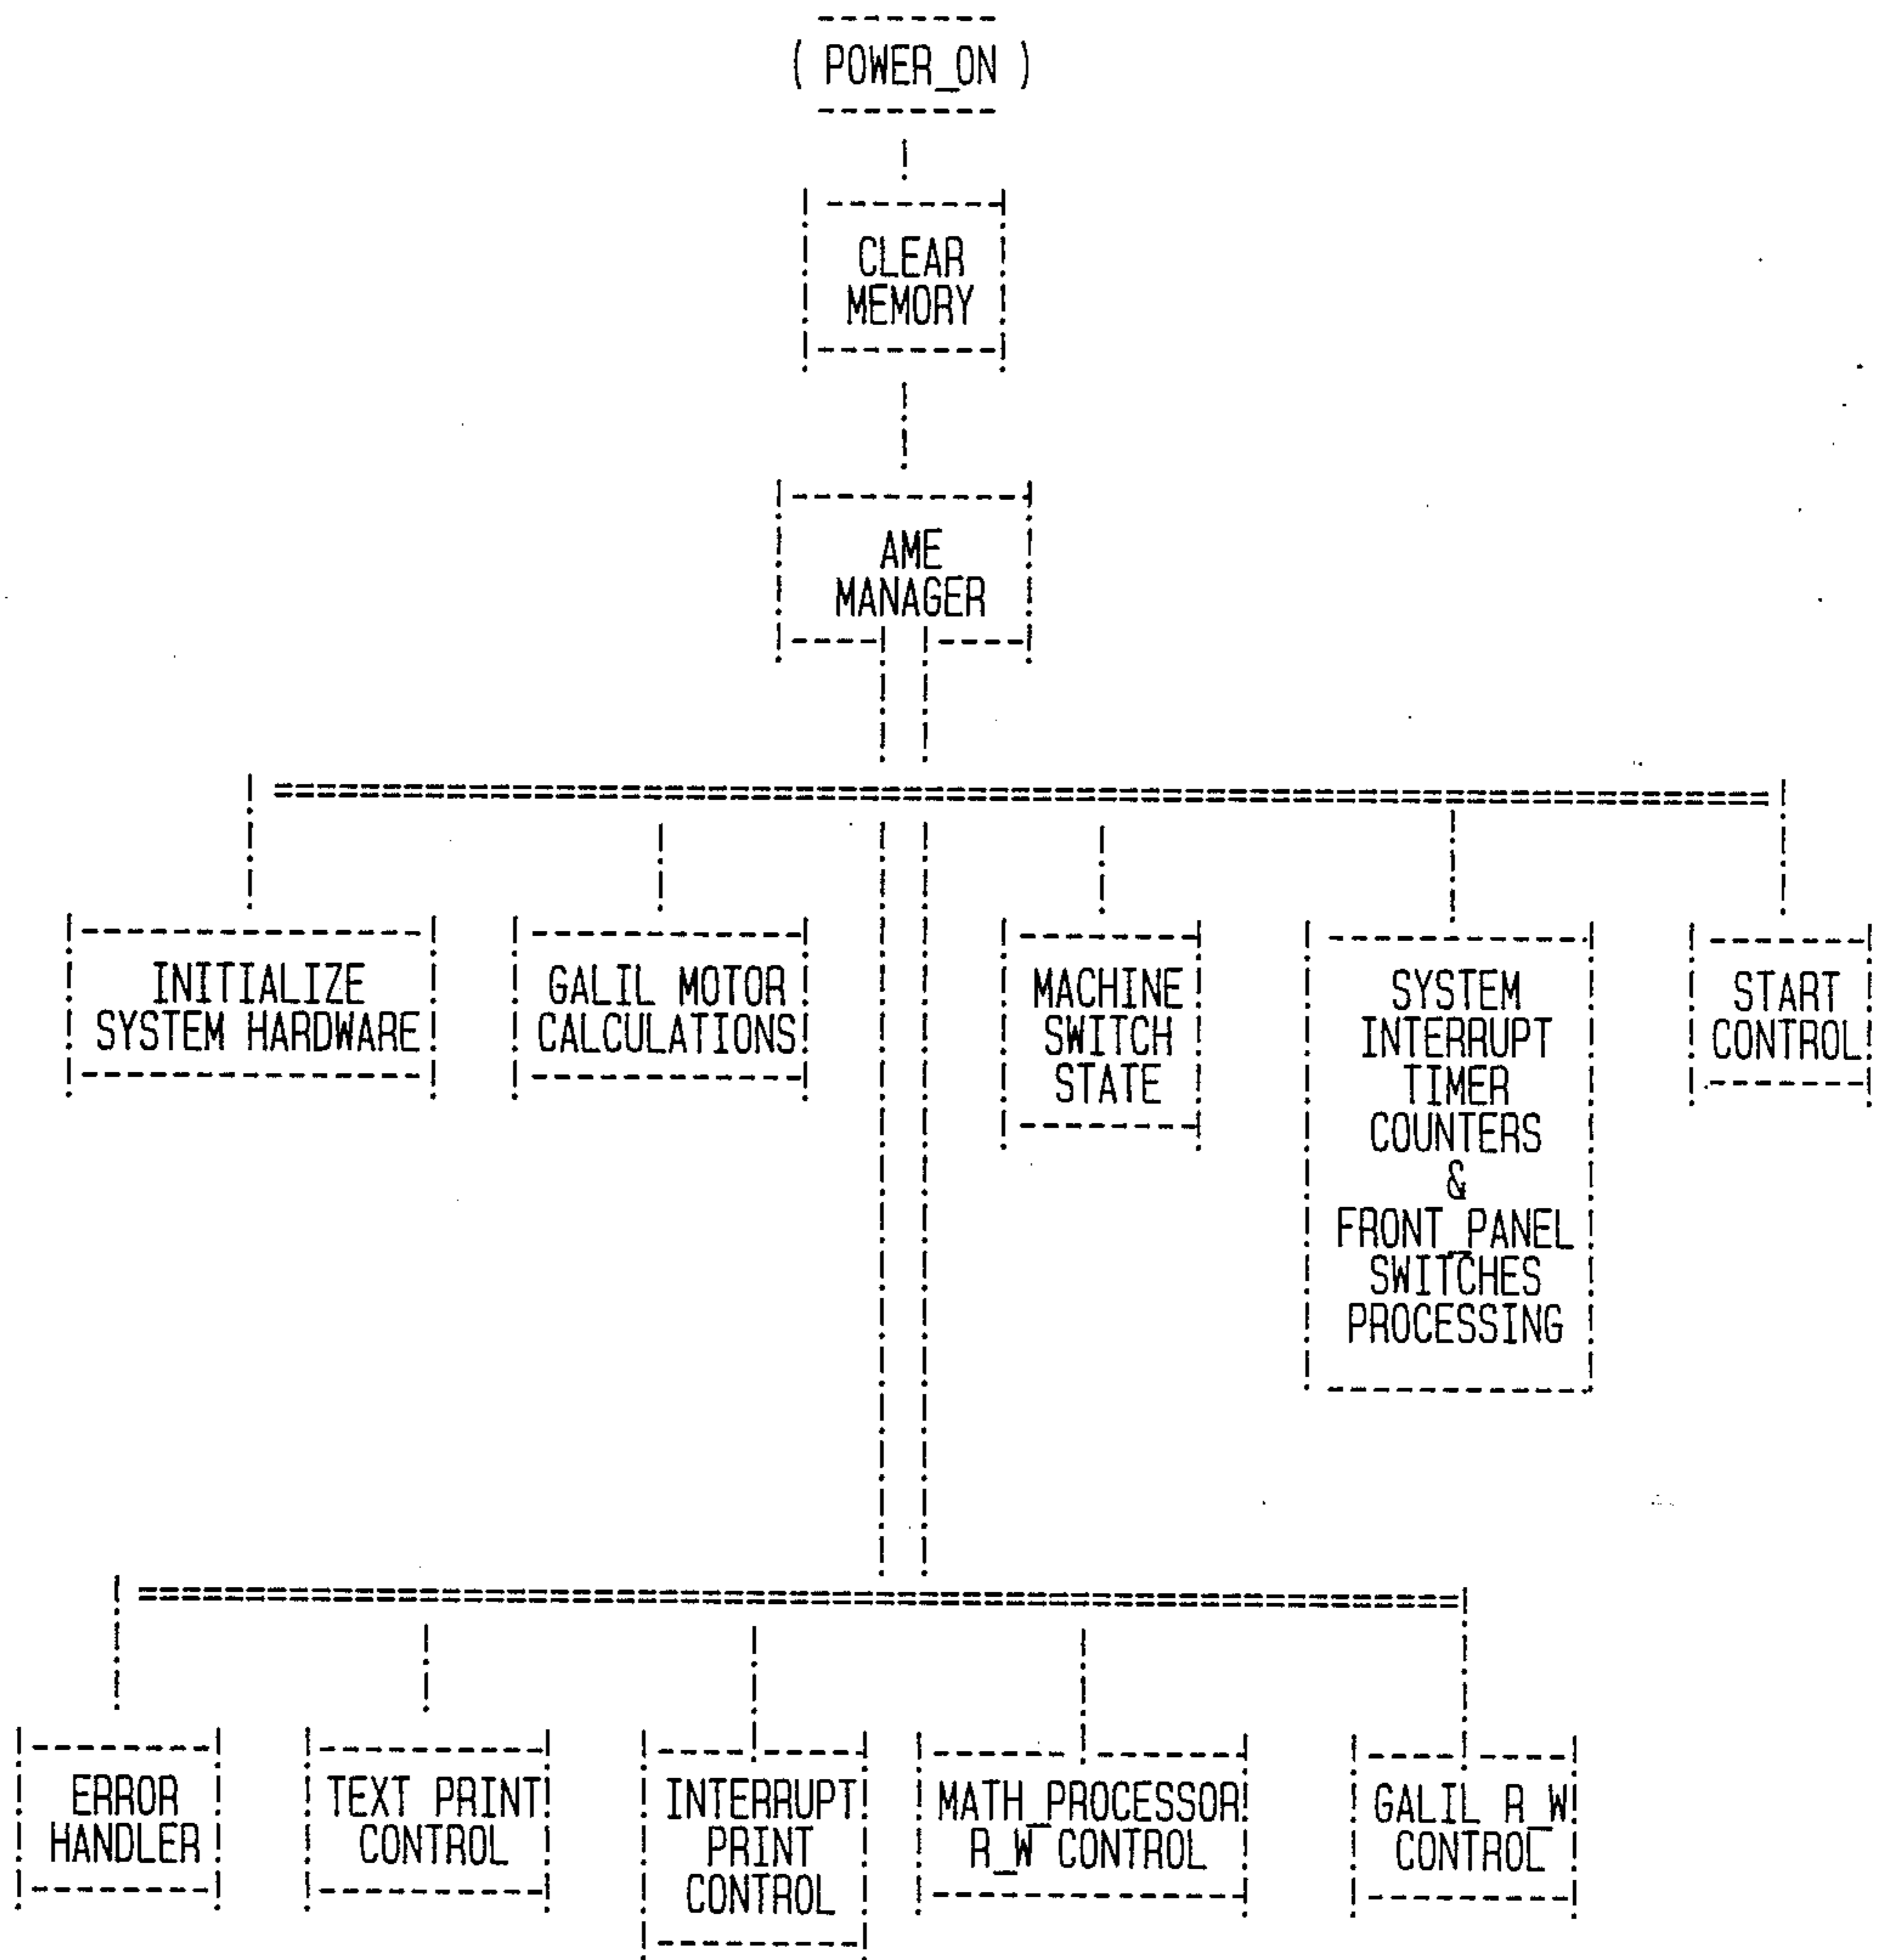 ( POWER_ON )
CLEAR
MEMORY
AME
MANAGER
INITIALIZE
SYSTEM HARDWARE
GALIL MOTOR
CALCULATIONS
MACHINE
SWITCH
STATE
SYSTEM
INTERRUPT
TIMER
COUNTERS
&
FRONT_PANEL
SWITCHES
PROCESSING
START
CONTROL
ERROR
HANDLER
TEXT PRINT
CONTROL
INTERRUPT
PRINT
CONTROL
MATH_PROCESSOR
R_W CONTROL
GALIL R_W
CONTROL